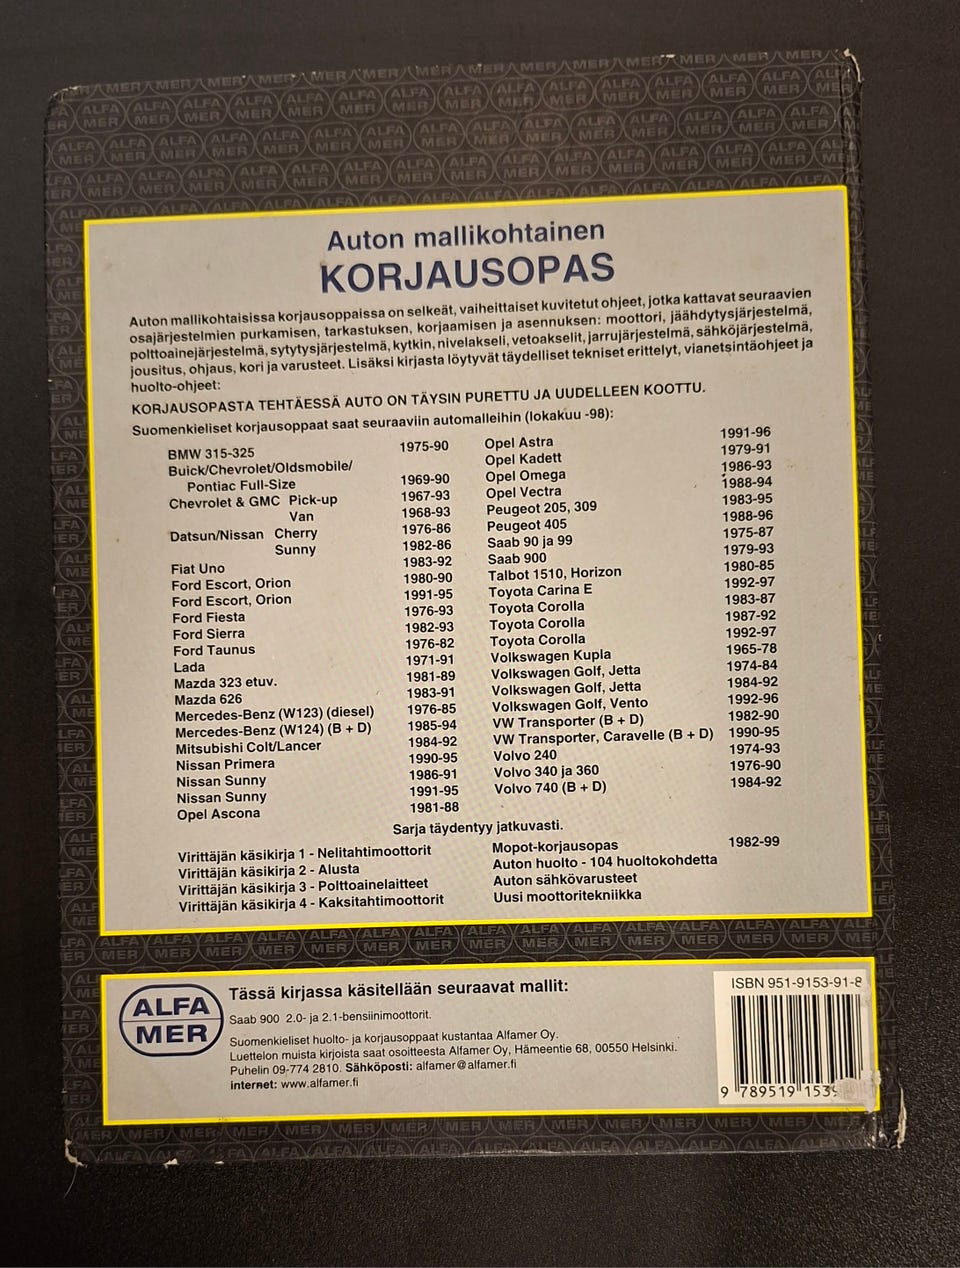 Auton mallikohtainen
KORJAUSOPAS
Auton mallikohtaisissa korjausoppaissa on selkeät, vaiheittaiset kuvitetut ohjeet, jotka kattavat seuraavien
osajärjestelmien purkamisen, tarkastuksen, korjaamisen ja asennuksen: moottori, jäähdytysjärjestelmä,
polttoainejärjestelmä, sytytysjärjestelmä, kytkin, nivelakseli, vetoakselit, jarrujärjestelmä, sähköjärjestelmä,
jousitus, ohjaus, kori ja varusteet. Lisäksi kirjasta löytyvät täydelliset tekniset erittelyt, vianetsintäohjeet ja
huolto-ohjeet:
KORJAUSOPASTA TEHTÄESSÄ AUTO ON TÄYSIN PURETTU JA UUDELLEEN KOOTTU.
Suomenkieliset korjausoppaat saat seuraaviin automalleihin (lokakuu -98):
BMW 315-325 1975-90
Buick/Chevrolet/Oldsmobile/
Pontiac Full-Size 1969-90
Chevrolet & GMC Pick-up 1967-93
Van 1968-93
Datsun/Nissan Cherry 1976-86
Sunny 1982-86
Fiat Uno 1983-92
Ford Escort, Orion 1980-90
Ford Escort, Orion 1991-95
Ford Fiesta 1976-93
Ford Sierra 1982-93
Ford Taunus 1976-82
Lada 1971-91
Mazda 323 etuv. 1981-89
Mazda 626 1983-91
Mercedes-Benz (W123) (diesel) 1976-85
Mercedes-Benz (W124) (B + D) 1985-94
Mitsubishi Colt/Lancer 1984-92
Nissan Primera 1990-95
Nissan Sunny 1986-91
Nissan Sunny 1991-95
Opel Ascona 1981-88
Opel Astra 1991-96
Opel Kadett 1979-91
Opel Omega 1986-93
Opel Vectra 1988-94
Peugeot 205, 309 1983-95
Peugeot 405 1988-96
Saab 90 ja 99 1975-87
Saab 900 1979-93
Talbot 1510, Horizon 1980-85
Toyota Carina E 1992-97
Toyota Corolla 1983-87
Toyota Corolla 1987-92
Toyota Corolla 1992-97
Volkswagen Kupla 1965-78
Volkswagen Golf, Jetta 1974-84
Volkswagen Golf, Jetta 1984-92
Volkswagen Golf, Vento 1992-96
VW Transporter (B + D) 1982-90
VW Transporter, Caravelle (B + D) 1990-95
Volvo 240 1974-93
Volvo 340 ja 360 1976-90
Volvo 740 (B + D) 1984-92
Sarja täydentyy jatkuvasti.
Virittäjän käsikirja 1 - Nelitahtimoottorit
Virittäjän käsikirja 2 - Alusta
Virittäjän käsikirja 3 - Polttoainelaitteet
Virittäjän käsikirja 4 - Kaksitahtimoottorit
Mopot-korjausopas 1982-99
Auton huolto - 104 huoltokohdetta
Auton sähkövarusteet
Uusi moottoritekniikka
ALFA
MER
Tässä kirjassa käsitellään seuraavat mallit:
Saab 900 2.0- ja 2.1-bensiinimoottorit.
Suomenkieliset huolto- ja korjausoppaat kustantaa Alfamer Oy.
Luettelon muista kirjoista saat osoitteesta Alfamer Oy, Hämeentie 68, 00550 Helsinki.
Puhelin 09-774 2810. Sähköposti: alfamer@alfamer.fi
internet: www.alfamer.fi
ISBN 951-9153-91-8
9 789519 153